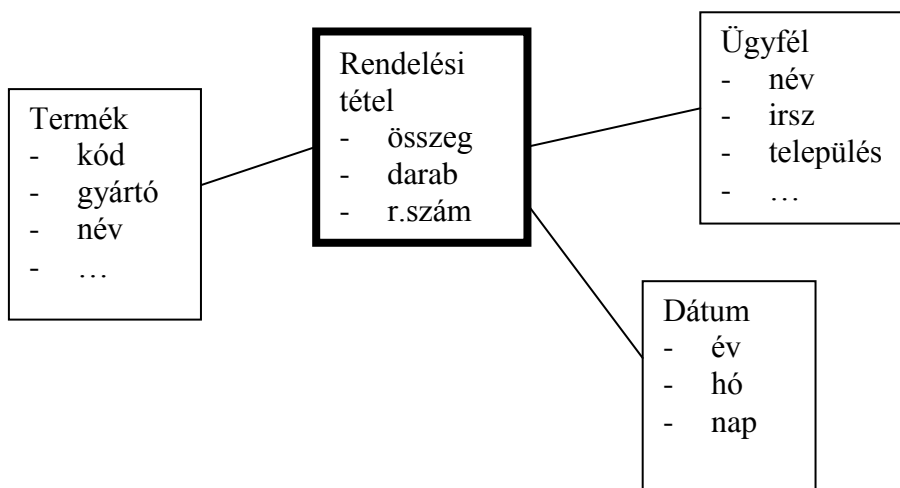 Termék
- kód
- gyártó
- név
- …
Rendelési
tétel
- összeg
- darab
- r.szám
Ügyfél
- név
- irsz
- település
- …
Dátum
- év
- hó
- nap